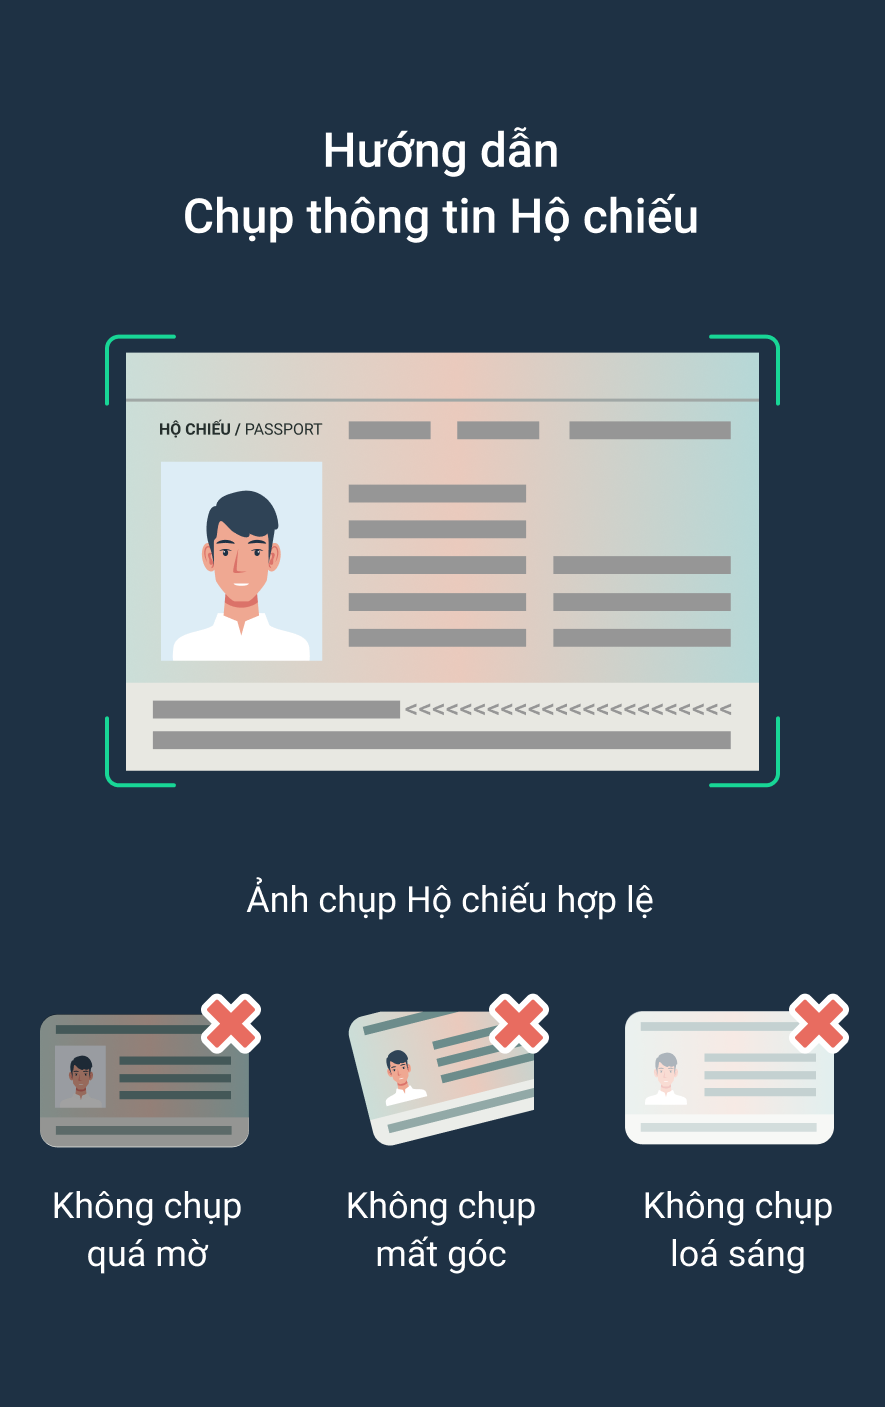 Hướng dẫn
Chụp thông tin Hộ chiếu
HỘ CHIẾU / PASSPORT
<<<<<<<<<<<<<<<<<<<<<<<<
Ảnh chụp Hộ chiếu hợp lệ
Không chụp
quá mờ
Không chụp
mất góc
Không chụp
loá sáng